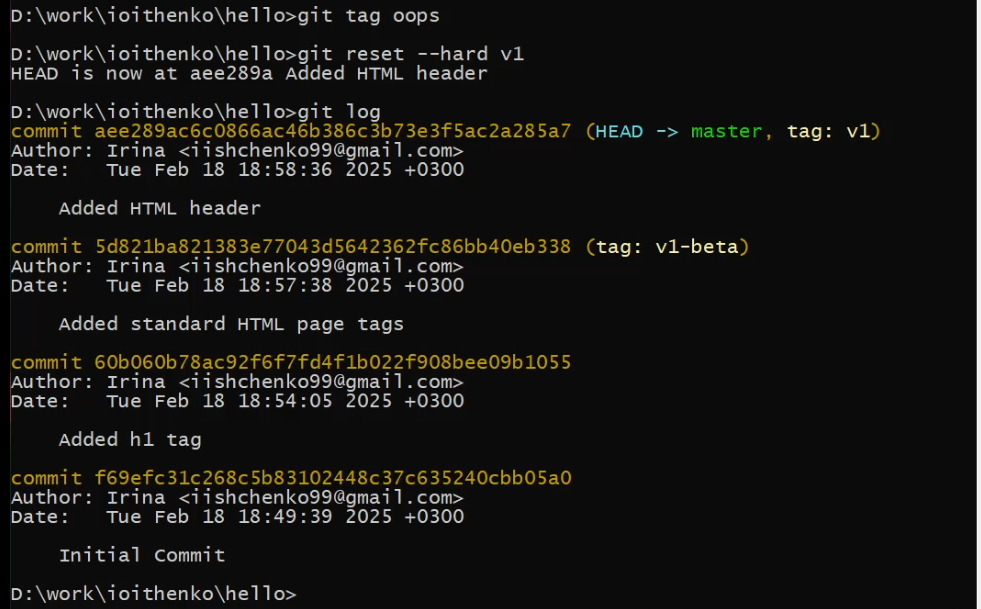 D:\work\ioithenko\hello>git tag oops
D:\work\ioithenko\hello>git reset --hard v1
HEAD is now at aee289a Added HTML header
D:\work\ioithenko\hello>git log
commit aee289ac6c0866ac46b386c3b73e3f5ac2a285a7 (HEAD -> master, tag: v1)
Author: Irina <iishchenko99@gmail.com>
Date:   Tue Feb 18 18:58:36 2025 +0300
Added HTML header
commit 5d821ba821383e77043d5642362fc86bb40eb338 (tag: v1-beta)
Author: Irina <iishchenko99@gmail.com>
Date:   Tue Feb 18 18:57:38 2025 +0300
Added standard HTML page tags
commit 60b060b78ac92f6f7fd4f1b022f908bee09b1055
Author: Irina <iishchenko99@gmail.com>
Date:   Tue Feb 18 18:54:05 2025 +0300
Added h1 tag
commit f69efc31c268c5b83102448c37c635240cbb05a0
Author: Irina <iishchenko99@gmail.com>
Date:   Tue Feb 18 18:49:39 2025 +0300
Initial Commit
D:\work\ioithenko\hello>